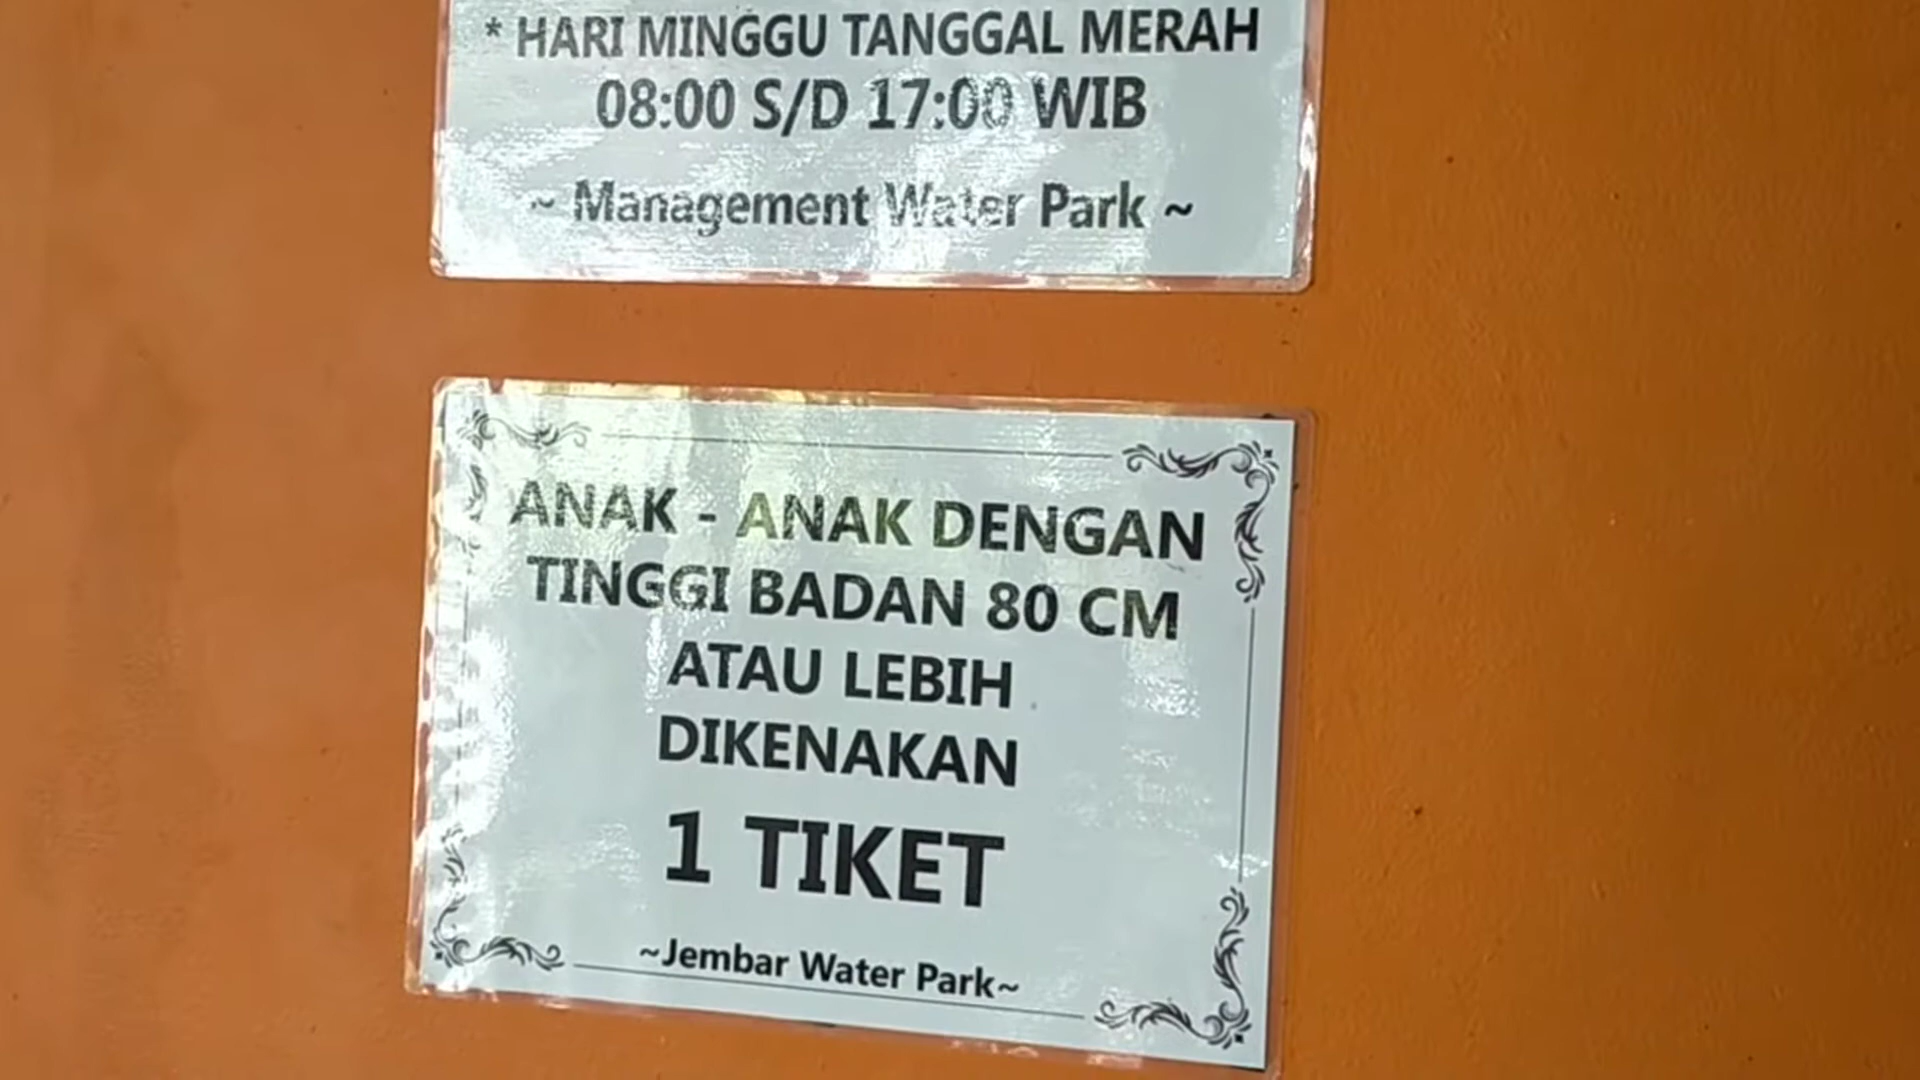 * HARI MINGGU TANGGAL MERAH
08:00 S/D 17:00 WIB
~ Management Water Park ~
ANAK - ANAK DENGAN
TINGGI BADAN 80 CM
ATAU LEBIH
DIKENAKAN
1 TIKET
~Jembar Water Park~